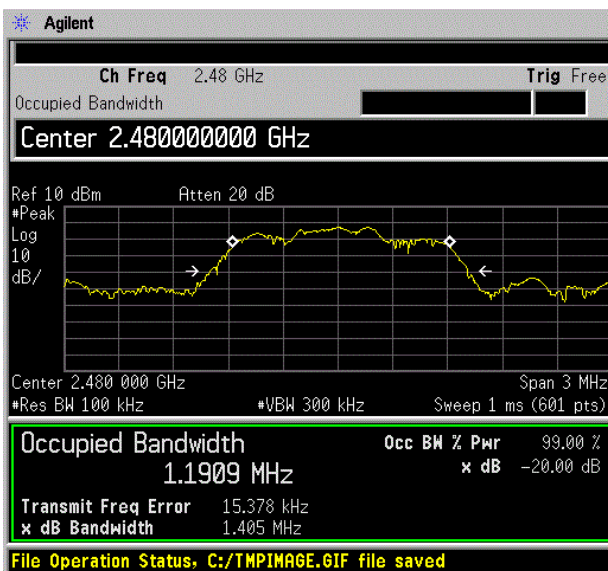 Agilent
Ch Freq 2.48 GHz Trig Free
Occupied Bandwidth
Center 2.480000000 GHz
Ref 10 dBm Atten 20 dB
#Peak
Log
10
dB/
Center 2.480 000 GHz Span 3 MHz
#Res BW 100 kHz #VBW 300 kHz Sweep 1 ms (601 pts)
Occupied Bandwidth Occ BW % Pwr 99.00 %
1.1909 MHz x dB -20.00 dB
Transmit Freq Error 15.378 kHz
x dB Bandwidth 1.405 MHz
File Operation Status, C:/TMPIMAGE.GIF file saved